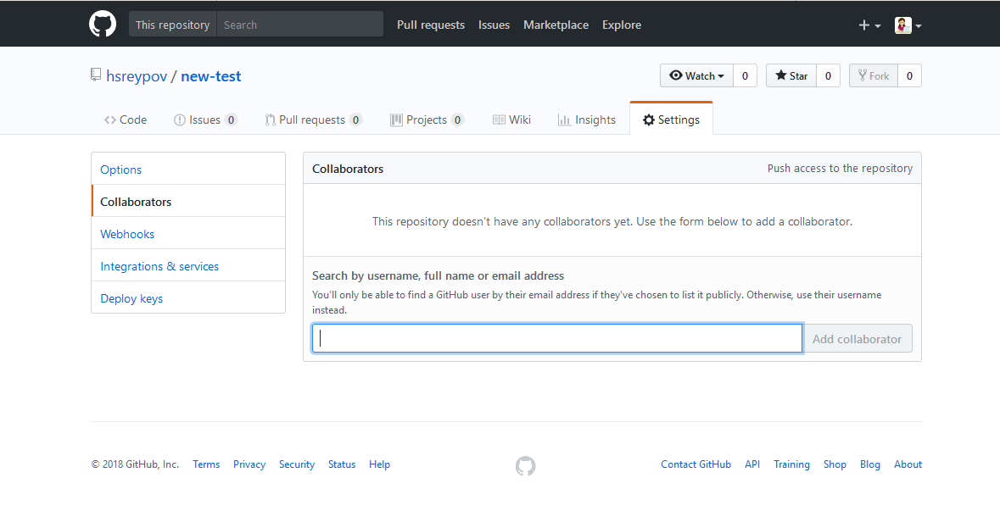 This repository Search Pull requests Issues Marketplace Explore
hsreypov / new-test Watch 0 Star 0 Fork 0
Code Issues 0 Pull requests 0 Projects 0 Wiki Insights Settings
Options
Collaborators
Webhooks
Integrations & services
Deploy keys
Collaborators Push access to the repository
This repository doesn't have any collaborators yet. Use the form below to add a collaborator.
Search by username, full name or email address
You'll only be able to find a GitHub user by their email address if they've chosen to list it publicly. Otherwise, use their username
instead.
Add collaborator
© 2018 GitHub, Inc. Terms Privacy Security Status Help Contact GitHub API Training Shop Blog About